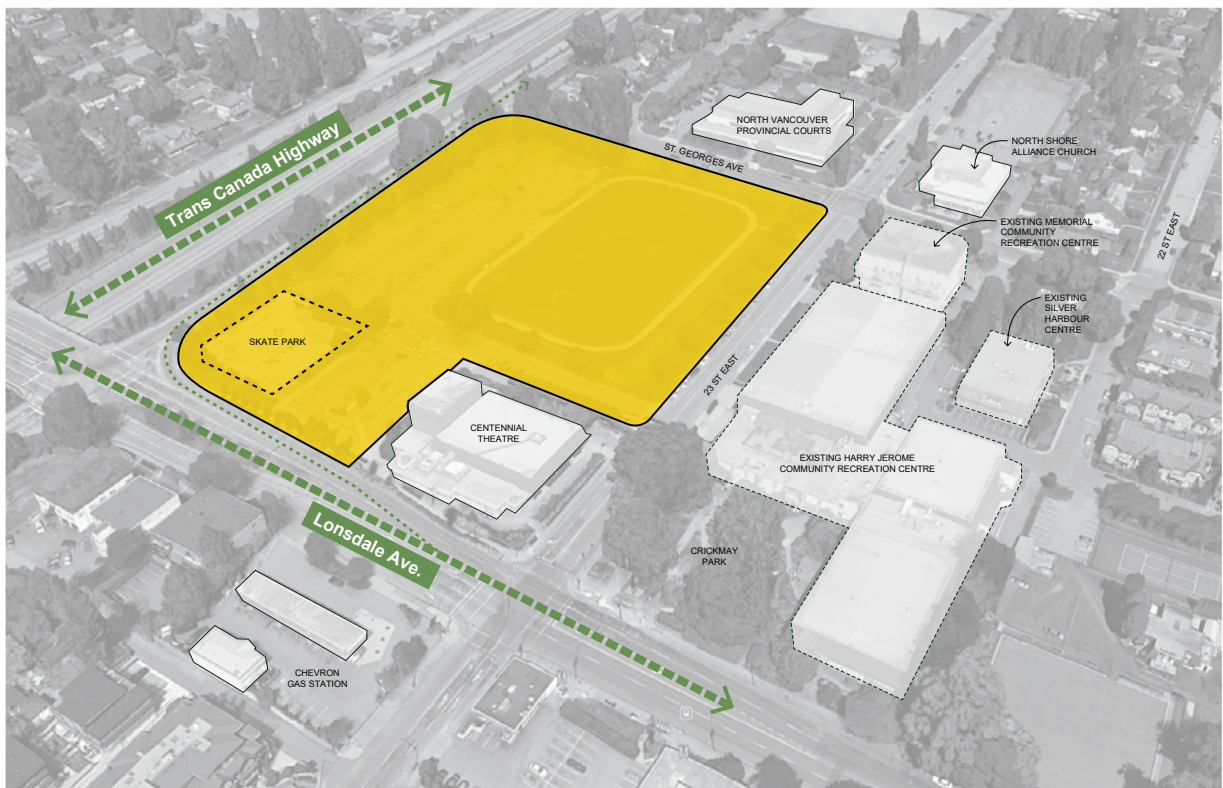 NORTH VANCOUVER
PROVINCIAL COURTS
ST. GEORGES AVE
NORTH SHORE
ALLIANCE CHURCH
Trans Canada Highway
EXISTING MEMORIAL
COMMUNITY
RECREATION CENTRE
22 ST EAST
EXISTING
SILVER
HARBOUR
CENTRE
SKATE PARK
23 ST EAST
CENTENNIAL
THEATRE
EXISTING HARRY JEROME
COMMUNITY RECREATION CENTRE
Lonsdale Ave.
CRICKMAY
PARK
CHEVRON
GAS STATION